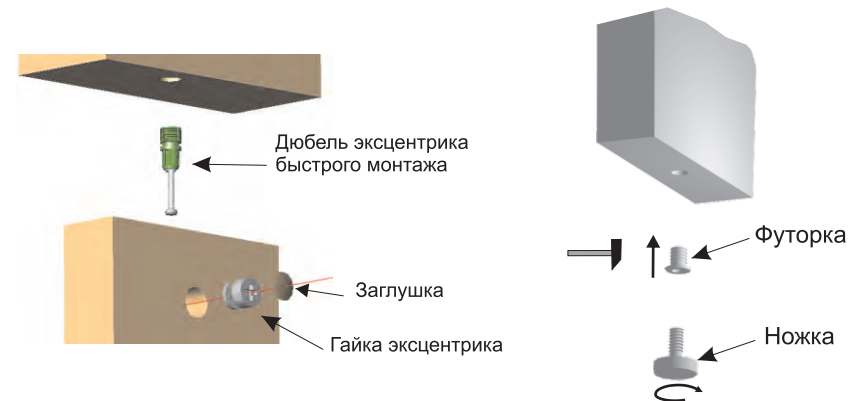 Дюбель эксцентрика
быстрого монтажа
Заглушка
Гайка эксцентрика
Футорка
Ножка